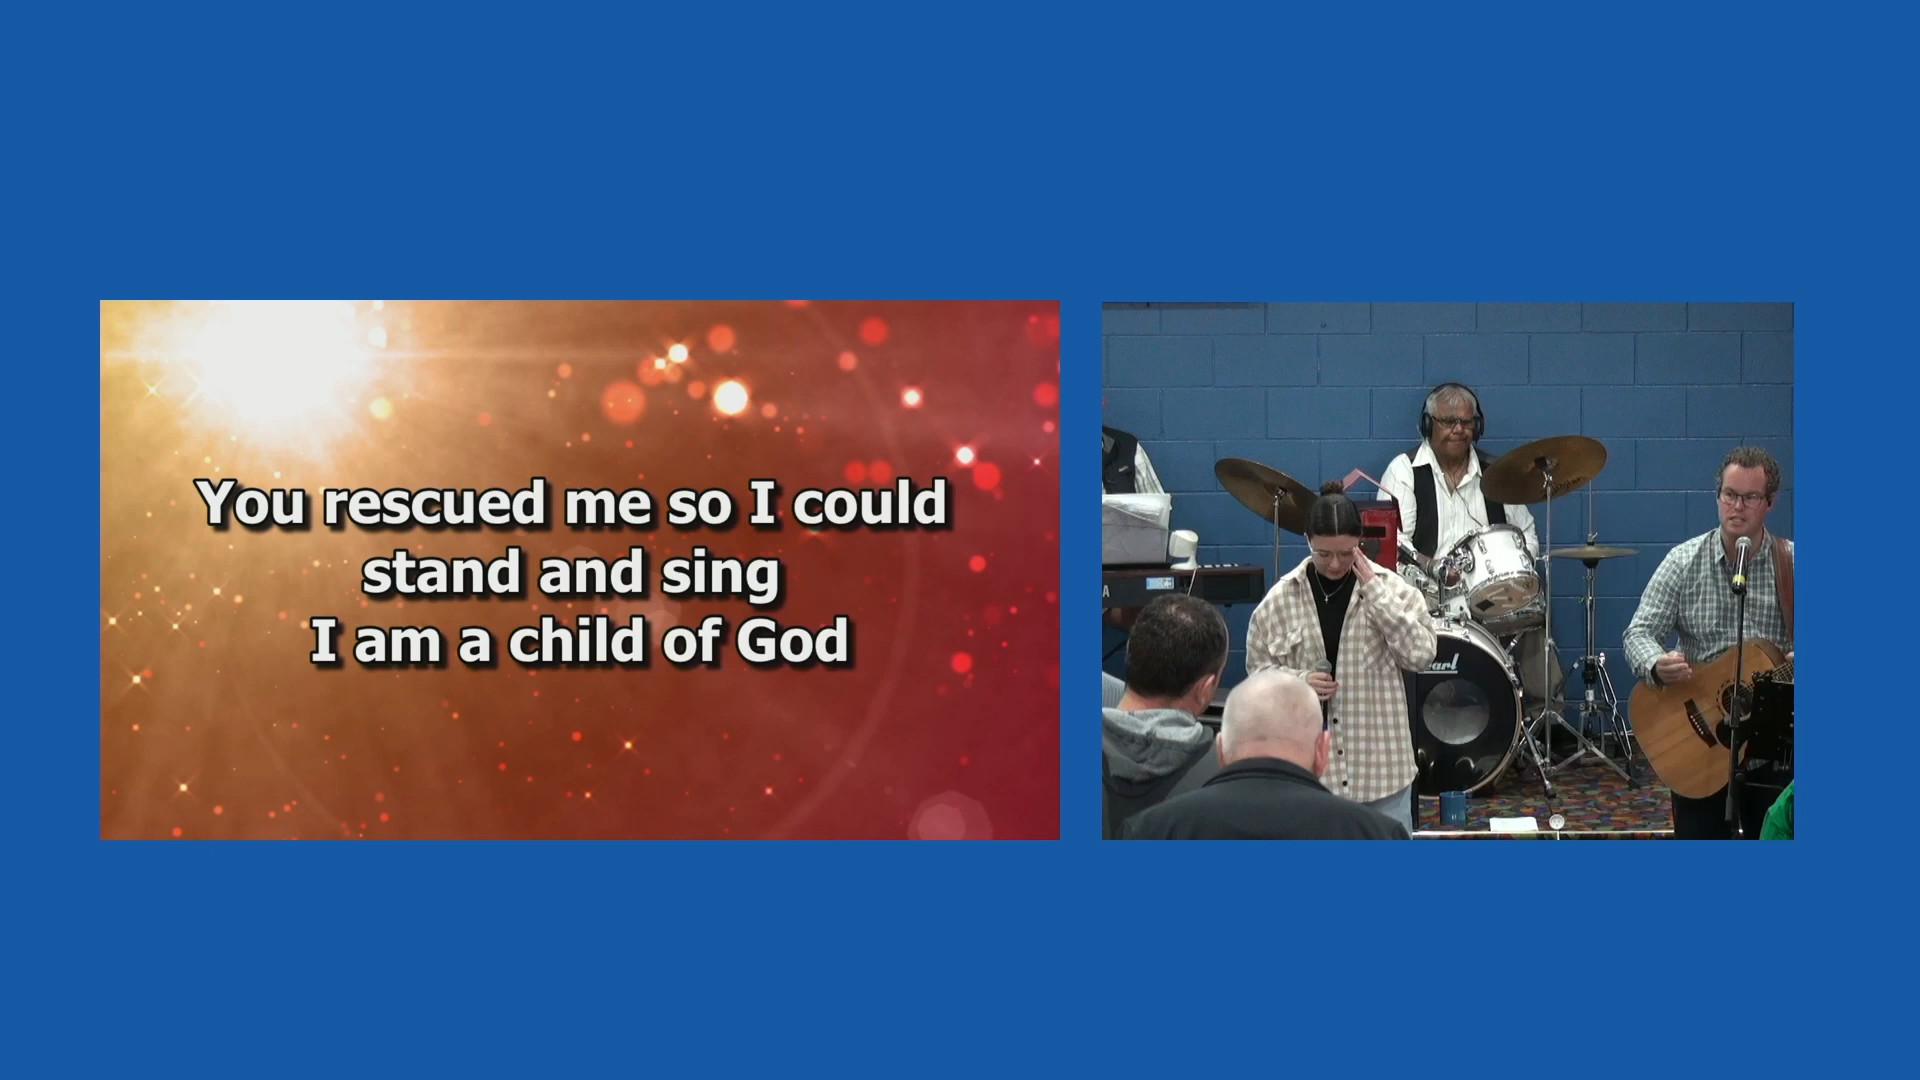 You rescued me so I could
stand and sing
I am a child of God